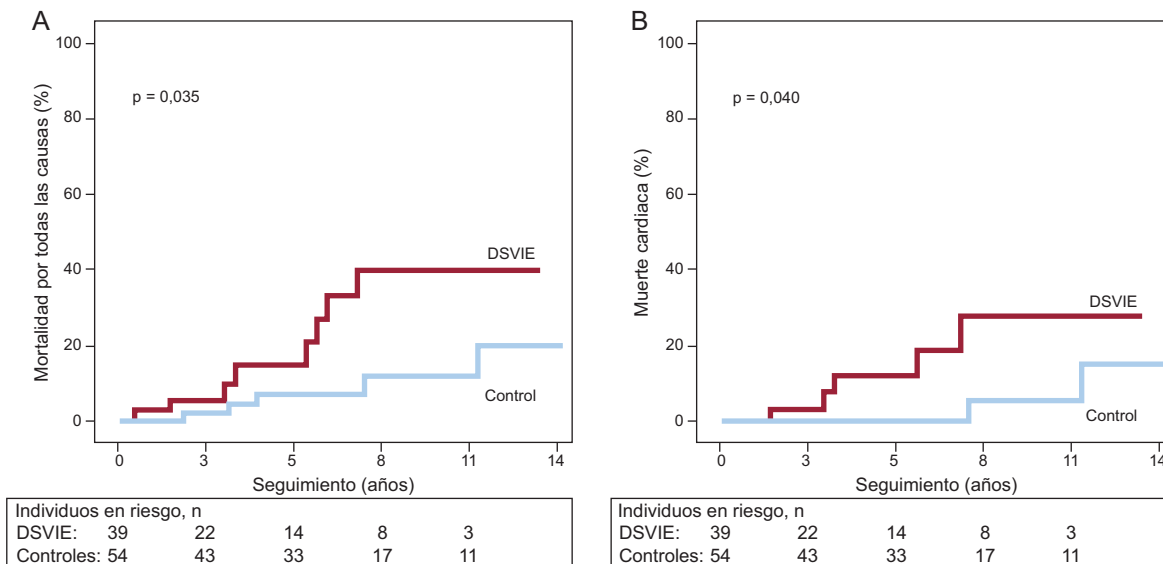 A
Mortalidad por todas las causas (%)
100
80
60
40
20
0
p = 0,035
DSVIE
Control
0 3 5 8 11 14
Seguimiento (años)
Individuos en riesgo, n
DSVIE: 39 22 14 8 3
Controles: 54 43 33 17 11
B
Muerte cardiaca (%)
100
80
60
40
20
0
p = 0,040
DSVIE
Control
0 3 5 8 11 14
Seguimiento (años)
Individuos en riesgo, n
DSVIE: 39 22 14 8 3
Controles: 54 43 33 17 11